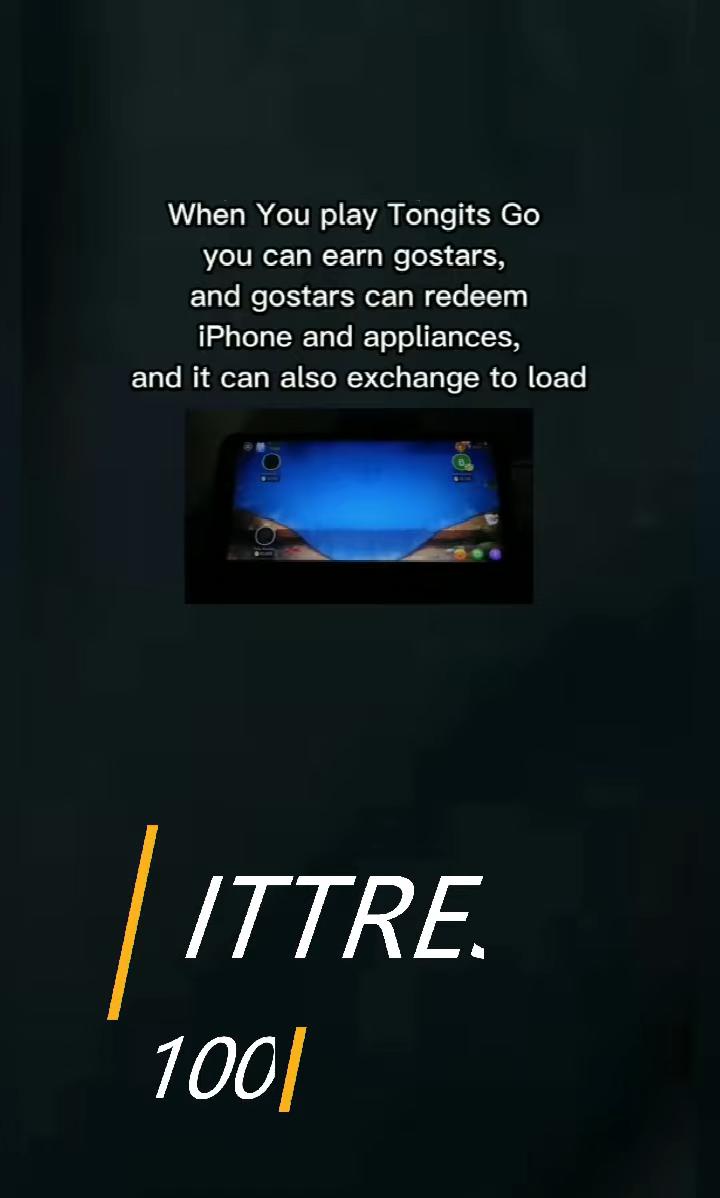 When You play Tongits Go
you can earn gostars,
and gostars can redeem
iPhone and appliances,
and it can also exchange to load
ITTRE.
100